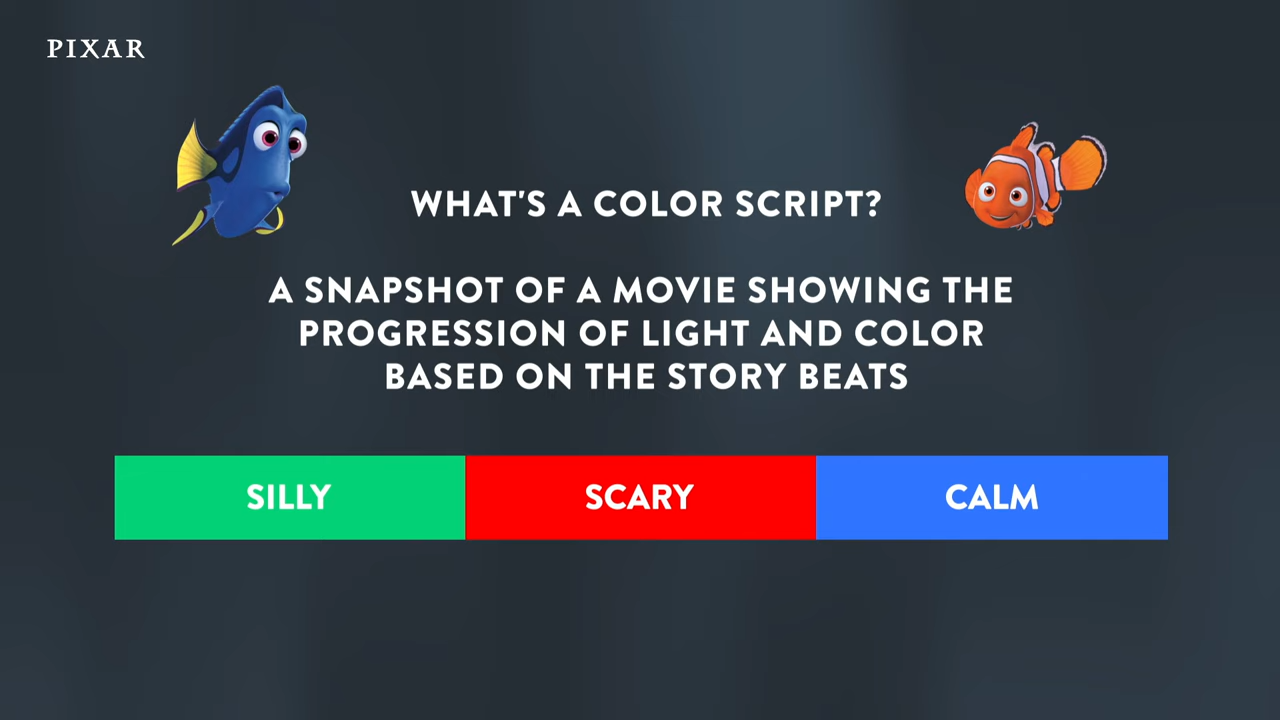 PIXAR
WHAT'S A COLOR SCRIPT?
A SNAPSHOT OF A MOVIE SHOWING THE
PROGRESSION OF LIGHT AND COLOR
BASED ON THE STORY BEATS
SILLY
SCARY
CALM